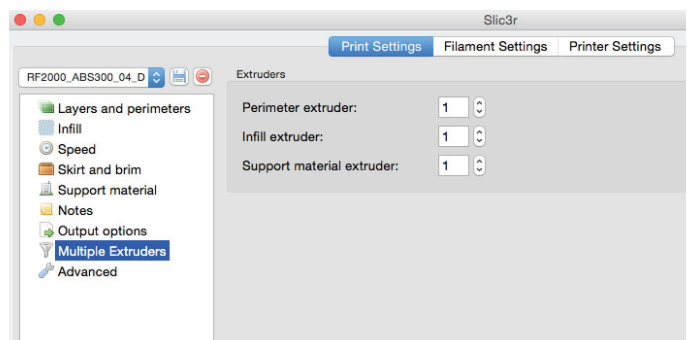 Slic3r
Print Settings Filament Settings Printer Settings
RF2000_ABS300_04_D
Layers and perimeters
Infill
Speed
Skirt and brim
Support material
Notes
Output options
Multiple Extruders
Advanced
Extruders
Perimeter extruder: 1
Infill extruder: 1
Support material extruder: 1